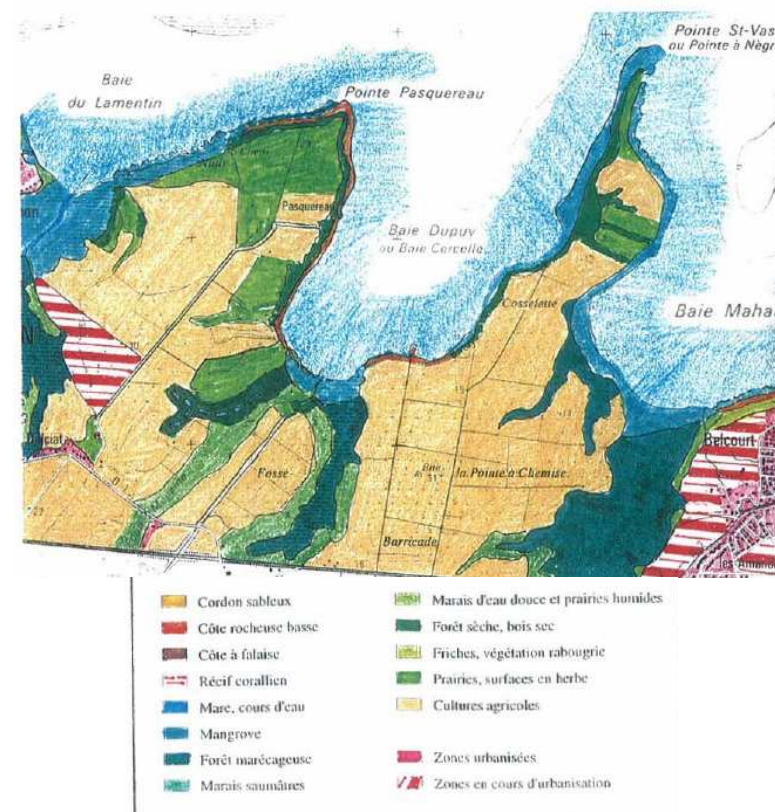 Pointe St-Vas
ou Pointe à Nègr
Baie
du Lamentin
Pointe Pasquereau
Pasquereau
Baie Dupuy
ou Baie Cercelle
Cosselette
Baie Maha
Belcourt
Fosse
la Pointe à Chemise
Barricade
Cordon sableux
Côte rocheuse basse
Côte à falaise
Récif corallien
Mare, cours d'eau
Mangrove
Forêt marécageuse
Marais saumâtres
Marais d'eau douce et prairies humides
Forêt sèche, bois sec
Friches, végétation rabougrie
Prairies, surfaces en herbe
Cultures agricoles
Zones urbanisées
Zones en cours d'urbanisation